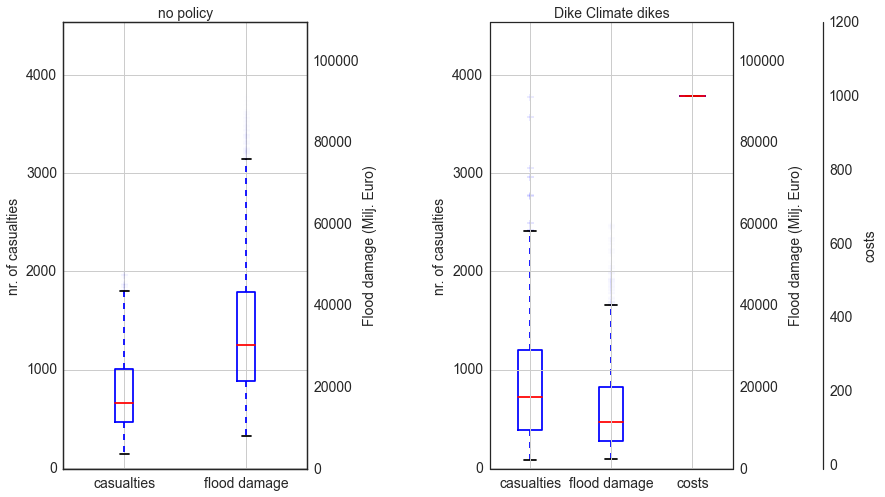 no policy
nr. of casualties
4000
3000
2000
1000
0
casualties
flood damage
100000
80000
60000
40000
20000
0
Flood damage (Milj. Euro)
Dike Climate dikes
nr. of casualties
4000
3000
2000
1000
0
casualties
flood damage
costs
100000
80000
60000
40000
20000
0
Flood damage (Milj. Euro)
1200
1000
800
600
400
200
0
costs